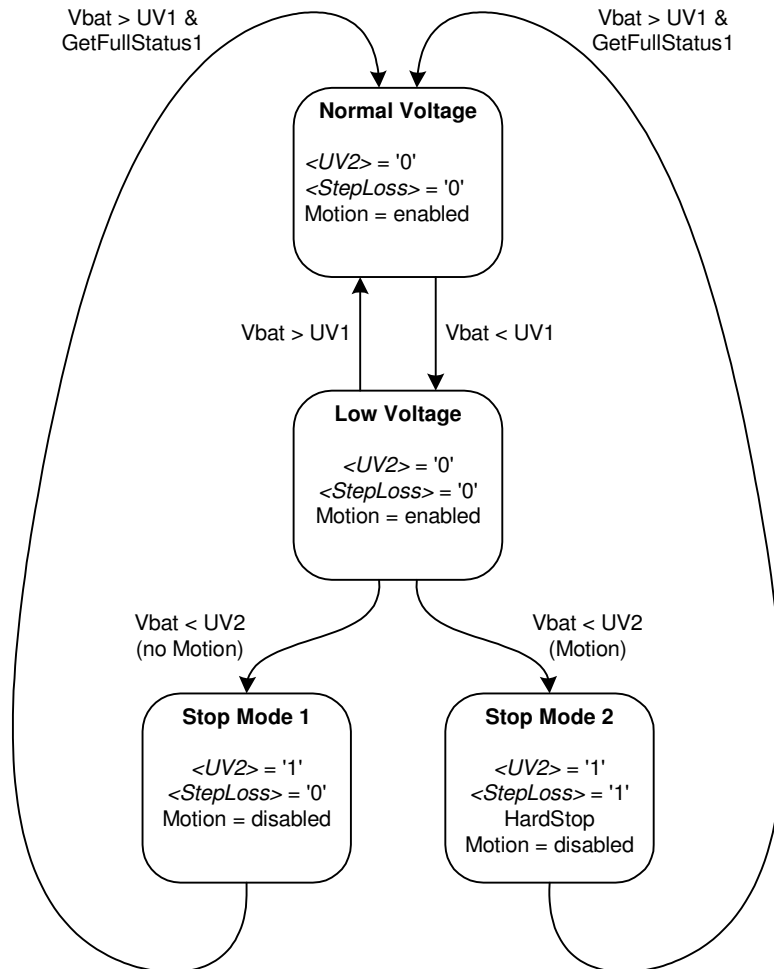 Vbat > UV1 &
GetFullStatus1
Vbat > UV1 &
GetFullStatus1
Normal Voltage
<UV2> = '0'
<StepLoss> = '0'
Motion = enabled
Vbat > UV1
Vbat < UV1
Low Voltage
<UV2> = '0'
<StepLoss> = '0'
Motion = enabled
Vbat < UV2
(no Motion)
Vbat < UV2
(Motion)
Stop Mode 1
<UV2> = '1'
<StepLoss> = '0'
Motion = disabled
Stop Mode 2
<UV2> = '1'
<StepLoss> = '1'
HardStop
Motion = disabled